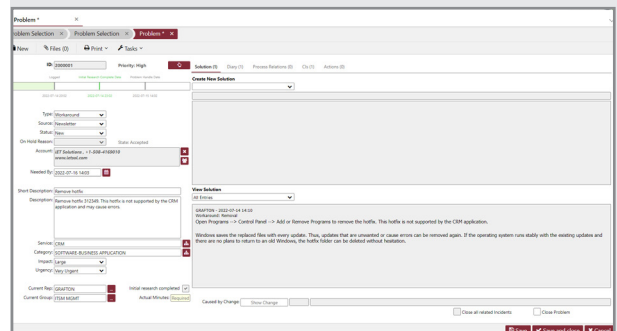 Problem * ×
oblem Selection × Problem Selection × Problem * ×
New Files (0) Print Tasks
ID: 2000001 Priority: High
Solution (1) Diary (1) Process Relations (0) CIs (1) Actions (0)
Create New Solution
Type: Workaround
Source: Newsletter
Status: New
On Hold Reason: State: Accepted
Account: iET Solutions , +1-508-4160010
www.ietsol.com
Needed By: 2022-07-16 14:03
Short Description: Remove hotfix
Description: Remove hotfix 312349. This hotfix is not supported by the CRM
application and may cause errors.
View Solution
All Entries
GRAFTON - 2022-07-14 14:10
Workaround: Removal
Open Programs --> Control Panel --> Add or Remove Programs to remove the hotfix. This hotfix is not supported by the CRM application.
Windows saves the replaced files with every update. Thus, updates that are unwanted or cause errors can be removed again. If the operating system runs stably with the existing updates and
there are no plans to return to an old Windows, the hotfix folder can be deleted without hesitation.
Service: CRM
Category: SOFTWARE-BUSINESS APPLICATION
Impact: Large
Urgency: Very Urgent
Current Rep: GRAFTON ... Initial research completed ✓
Current Group: ITSM MGMT ... Actual Minutes: Required
Caused by Change: Show Change
Close all related Incidents Close Problem
Save Save and close Cancel